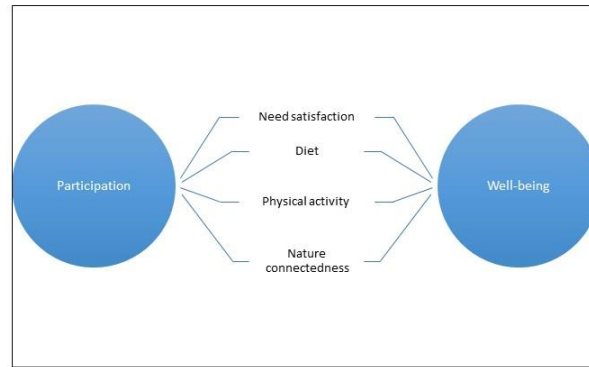 Need satisfaction
Diet
Participation
Well-being
Physical activity
Nature
connectedness